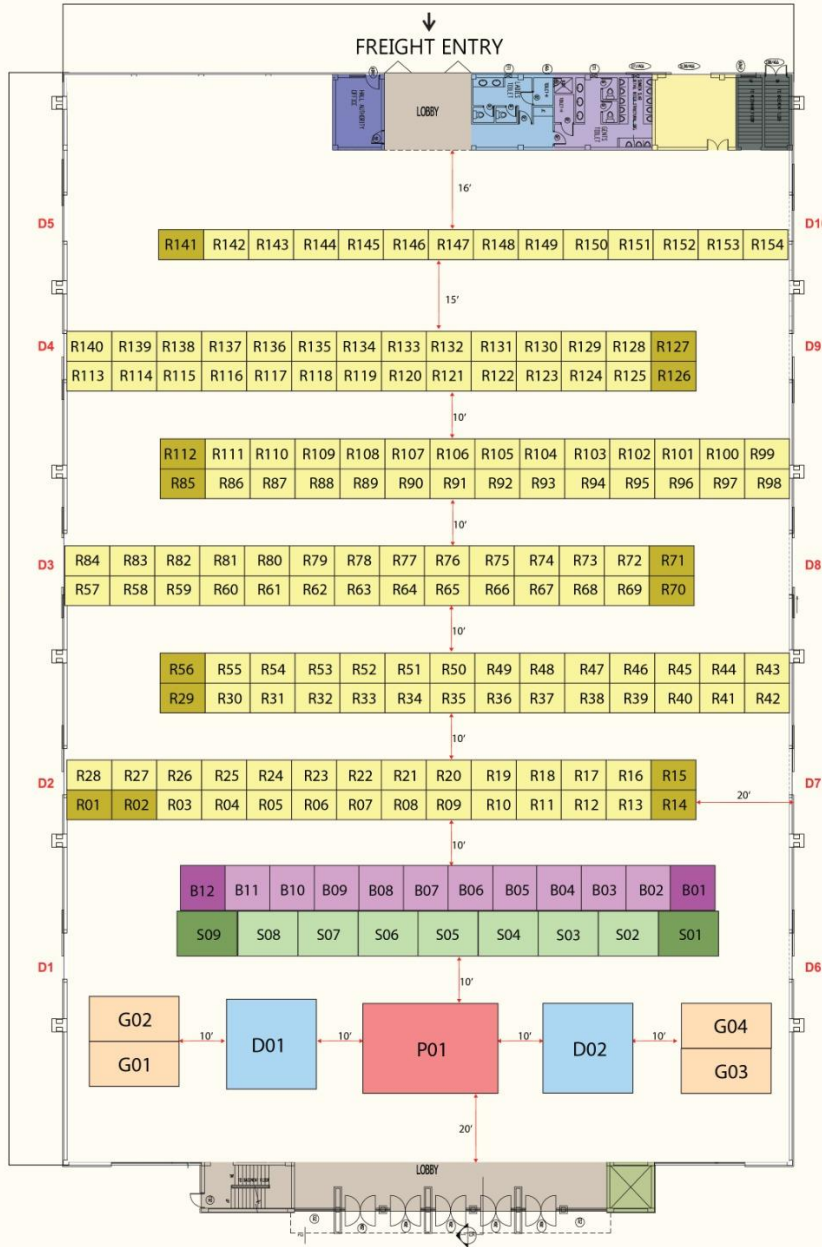 FREIGHT ENTRY
HALL AUTHORITY
OFFICE
LOBBY
LADIES
TOILET
GENTS
TOILET
16'
D5
D10
R141 R142 R143 R144 R145 R146 R147 R148 R149 R150 R151 R152 R153 R154
15'
D4
D9
R140 R139 R138 R137 R136 R135 R134 R133 R132 R131 R130 R129 R128 R127
R113 R114 R115 R116 R117 R118 R119 R120 R121 R122 R123 R124 R125 R126
10'
R112 R111 R110 R109 R108 R107 R106 R105 R104 R103 R102 R101 R100 R99
R85 R86 R87 R88 R89 R90 R91 R92 R93 R94 R95 R96 R97 R98
10'
D3
D8
R84 R83 R82 R81 R80 R79 R78 R77 R76 R75 R74 R73 R72 R71
R57 R58 R59 R60 R61 R62 R63 R64 R65 R66 R67 R68 R69 R70
10'
R56 R55 R54 R53 R52 R51 R50 R49 R48 R47 R46 R45 R44 R43
R29 R30 R31 R32 R33 R34 R35 R36 R37 R38 R39 R40 R41 R42
10'
D2
D7
R28 R27 R26 R25 R24 R23 R22 R21 R20 R19 R18 R17 R16 R15
R01 R02 R03 R04 R05 R06 R07 R08 R09 R10 R11 R12 R13 R14
20'
10'
B12 B11 B10 B09 B08 B07 B06 B05 B04 B03 B02 B01
S09 S08 S07 S06 S05 S04 S03 S02 S01
D1
D6
10'
G02
G01
10'
D01
10'
P01
10'
D02
10'
G04
G03
20'
LOBBY